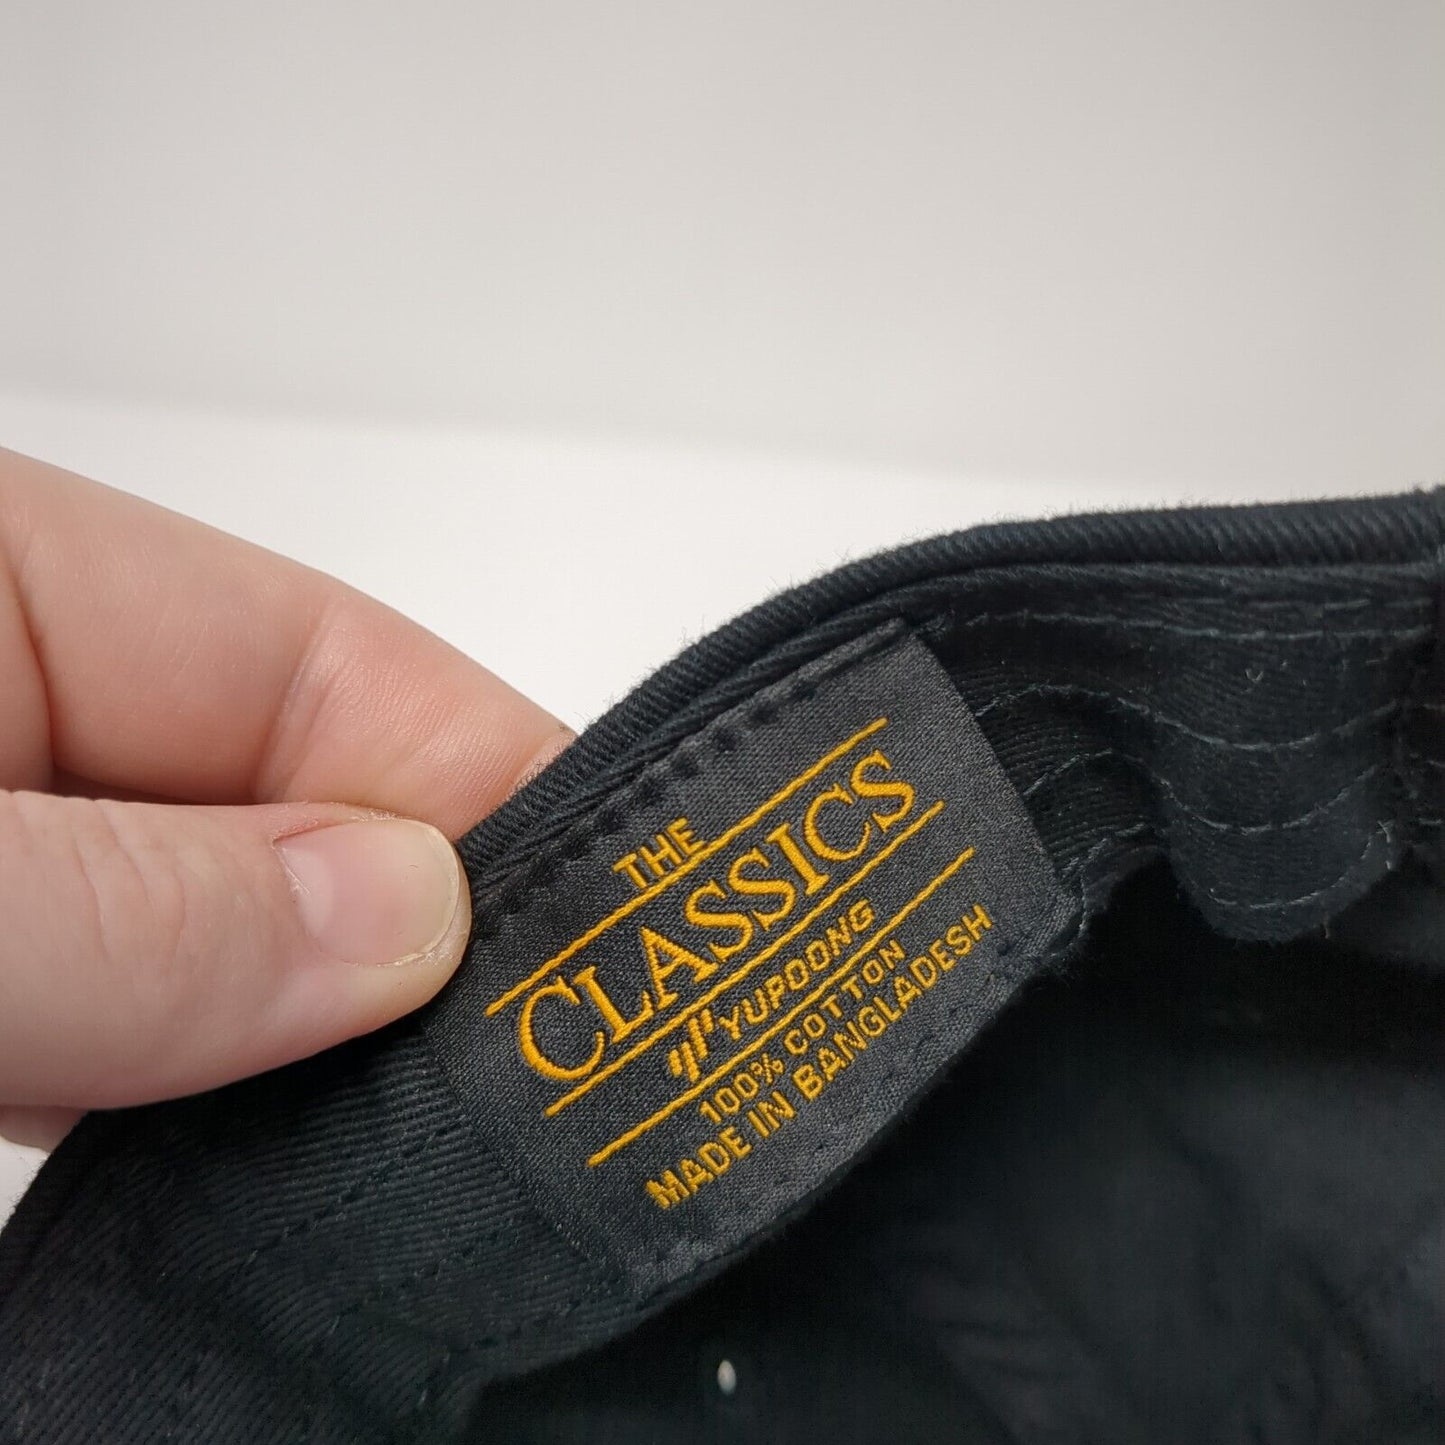 THE
CLASSICS
YUPOONG
100% COTTON
MADE IN BANGLADESH